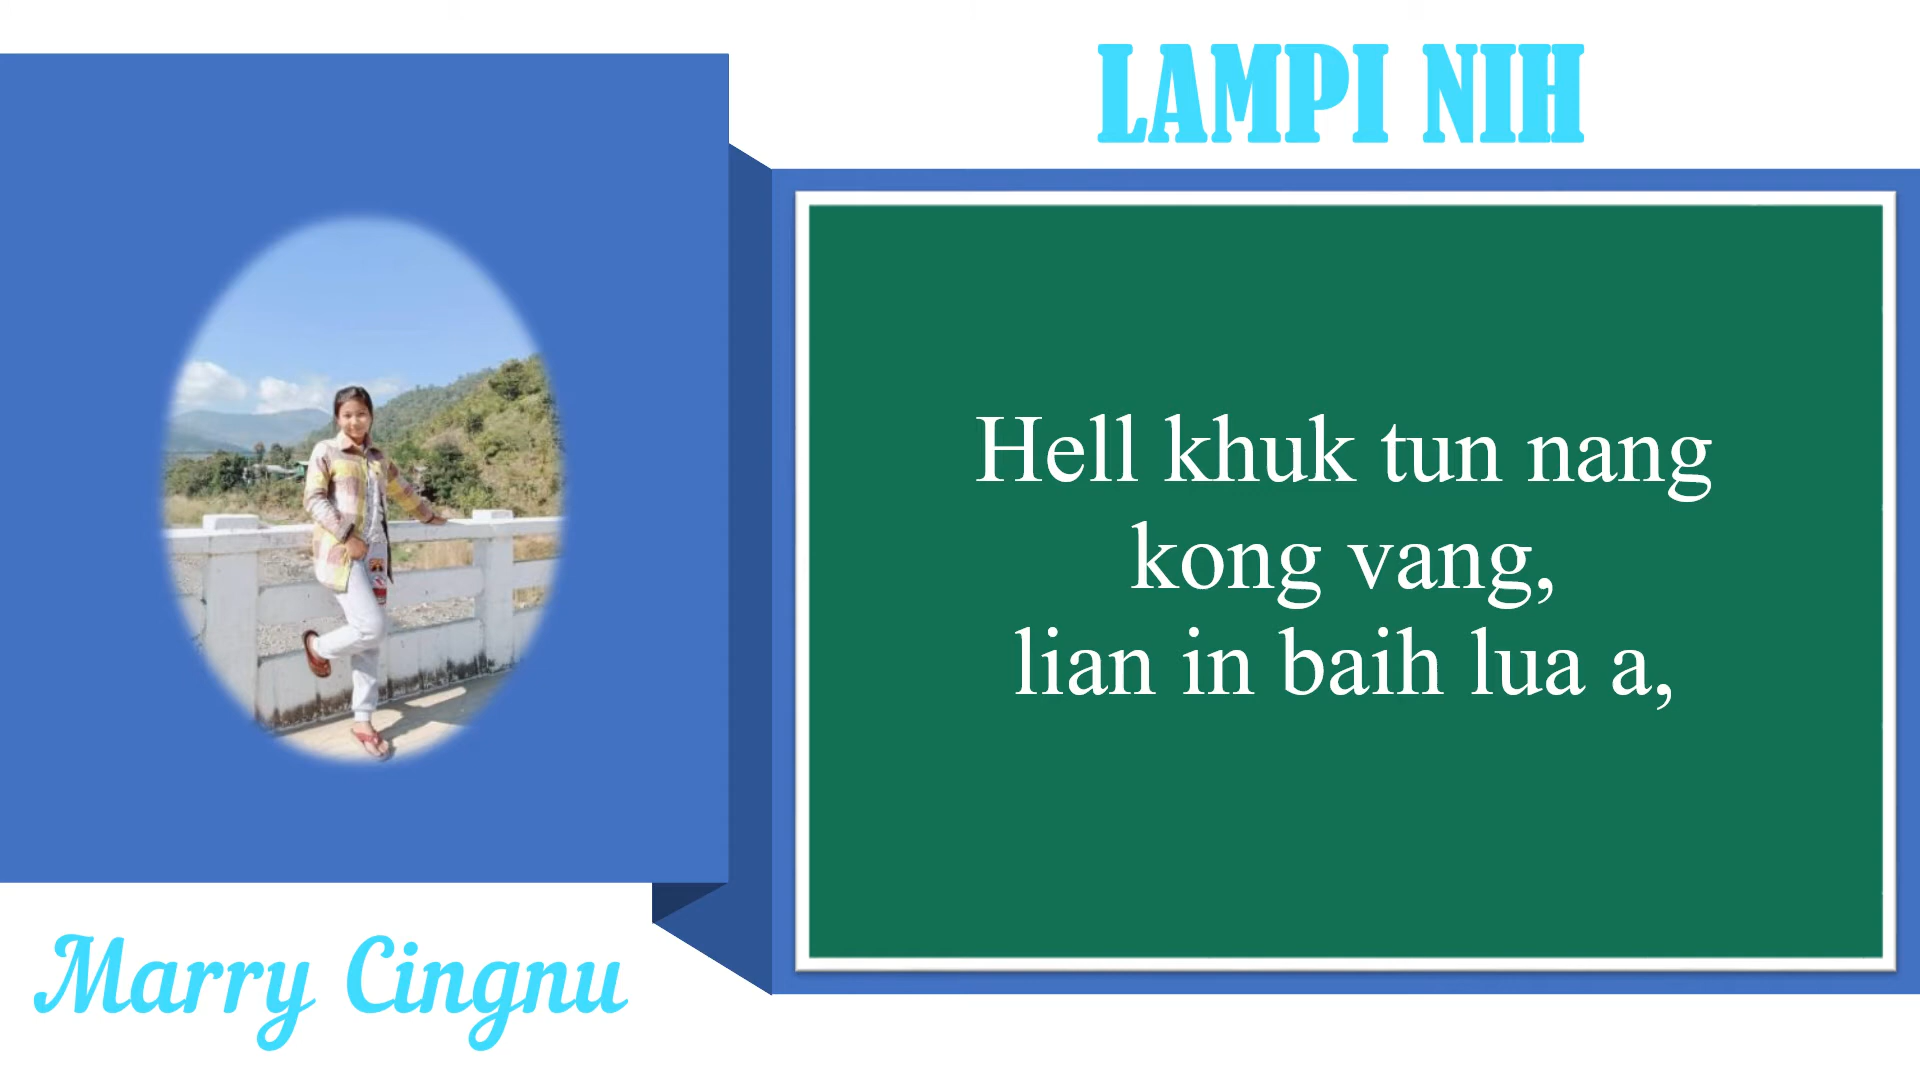 LAMPI NIH
Hell khuk tun nang
kong vang,
lian in baih lua a,
Marry Cingnu